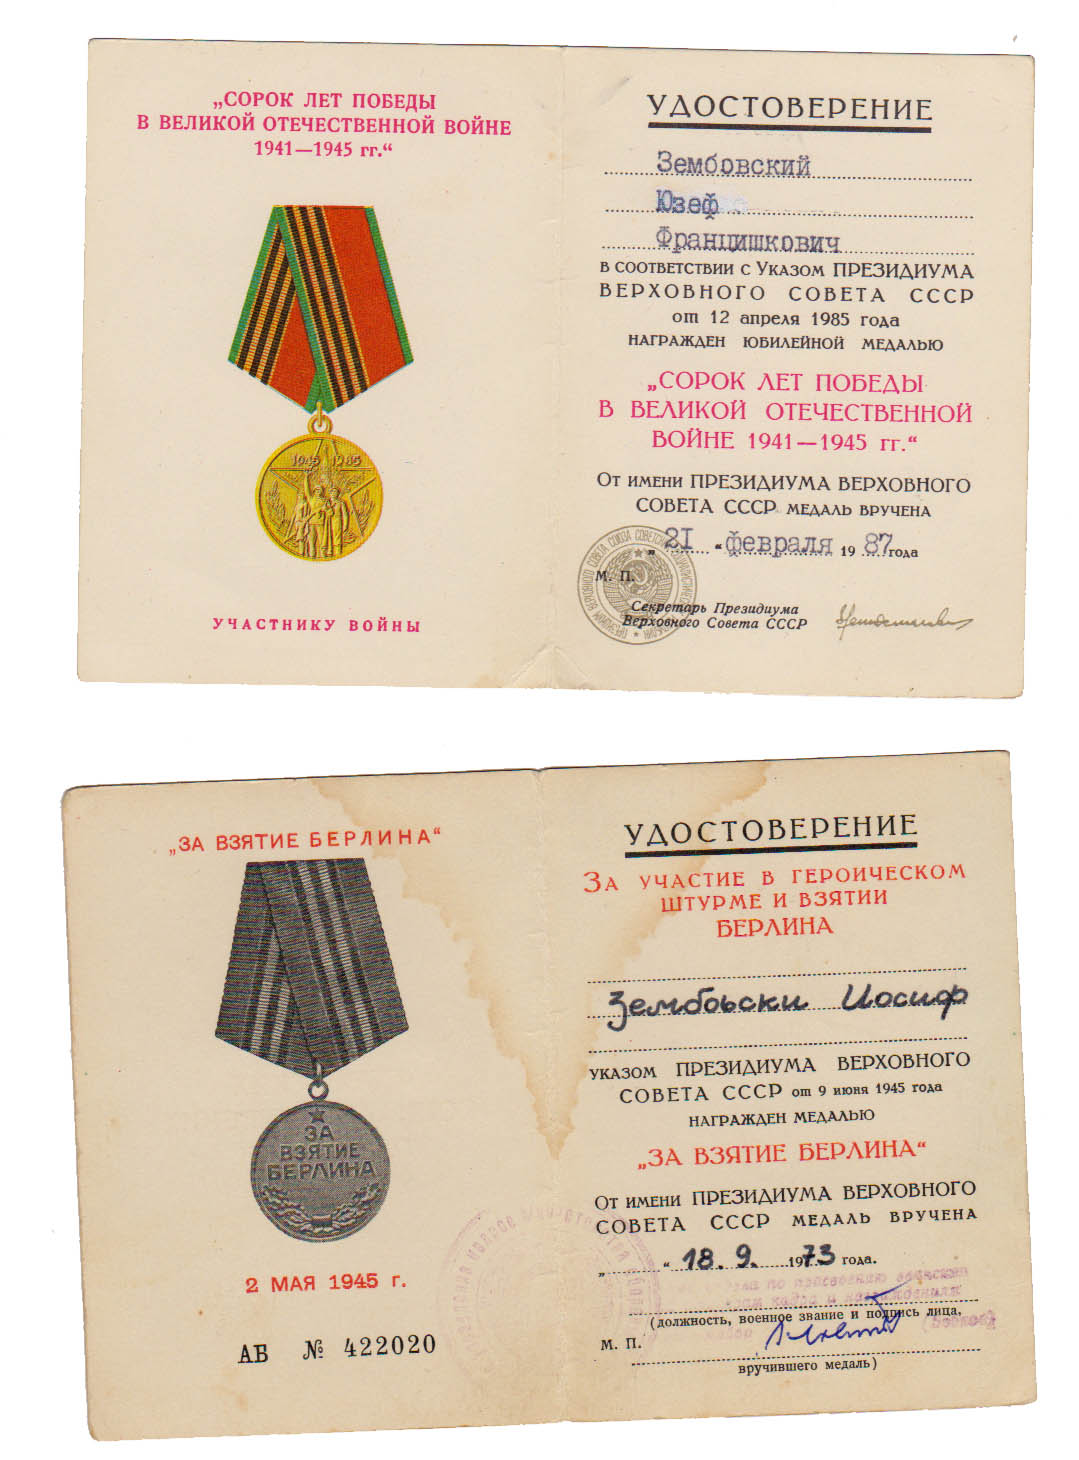 „СОРОК ЛЕТ ПОБЕДЫ
В ВЕЛИКОЙ ОТЕЧЕСТВЕННОЙ ВОЙНЕ
1941—1945 гг.“
1945 1985
УЧАСТНИКУ ВОЙНЫ
УДОСТОВЕРЕНИЕ
Зембовский
Юзеф
Францишкович
в соответствии с Указом ПРЕЗИДИУМА
ВЕРХОВНОГО СОВЕТА СССР
от 12 апреля 1985 года
НАГРАЖДЕН ЮБИЛЕЙНОЙ МЕДАЛЬЮ
„СОРОК ЛЕТ ПОБЕДЫ
В ВЕЛИКОЙ ОТЕЧЕСТВЕННОЙ
ВОЙНЕ 1941—1945 гг.“
От имени ПРЕЗИДИУМА ВЕРХОВНОГО
СОВЕТА СССР МЕДАЛЬ ВРУЧЕНА
„21“ февраля 1987 года
М. П.
Секретарь Президиума
Верховного Совета СССР
„ЗА ВЗЯТИЕ БЕРЛИНА“
ЗА
ВЗЯТИЕ
БЕРЛИНА
2 МАЯ 1945 г.
АБ № 422020
УДОСТОВЕРЕНИЕ
ЗА УЧАСТИЕ В ГЕРОИЧЕСКОМ
ШТУРМЕ И ВЗЯТИИ
БЕРЛИНА
Зембовски Иосиф
УКАЗОМ ПРЕЗИДИУМА ВЕРХОВНОГО
СОВЕТА СССР от 9 июня 1945 года
НАГРАЖДЕН МЕДАЛЬЮ
„ЗА ВЗЯТИЕ БЕРЛИНА“
От имени ПРЕЗИДИУМА ВЕРХОВНОГО
СОВЕТА СССР МЕДАЛЬ ВРУЧЕНА
„ “ 18. 9. 1973 года.
(должность, военное звание и подпись лица,
М. П.
вручившего медаль)